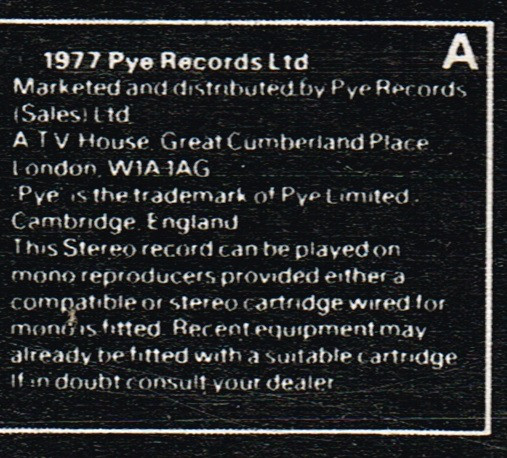 1977 Pye Records Ltd A
Marketed and distributed by Pye Records
(Sales) Ltd
A T V House, Great Cumberland Place
London, W1A 1AG
'Pye' is the trademark of Pye Limited,
Cambridge, England
This Stereo record can be played on
mono reproducers provided either a
compatible or stereo cartridge wired for
mono is fitted. Recent equipment may
already be fitted with a suitable cartridge
If in doubt consult your dealer